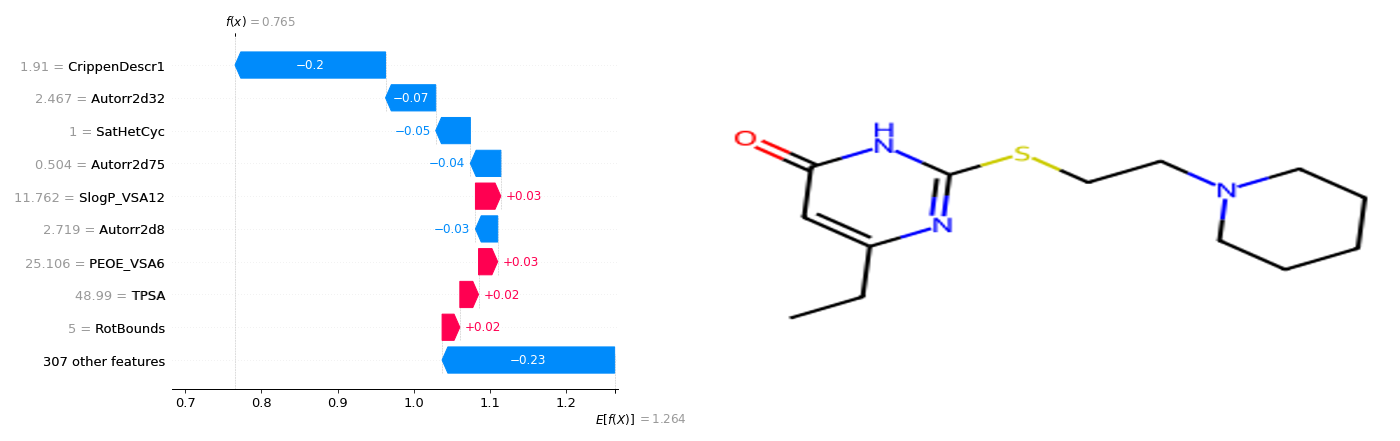 f(x) = 0.765
1.91 = CrippenDescr1
−0.2
2.467 = Autorr2d32
−0.07
1 = SatHetCyc
−0.05
0.504 = Autorr2d75
−0.04
11.762 = SlogP_VSA12
+0.03
2.719 = Autorr2d8
−0.03
25.106 = PEOE_VSA6
+0.03
48.99 = TPSA
+0.02
5 = RotBounds
+0.02
307 other features
−0.23
0.7 0.8 0.9 1.0 1.1 1.2
E[f(X)] = 1.264
O
H
N
S
N
N